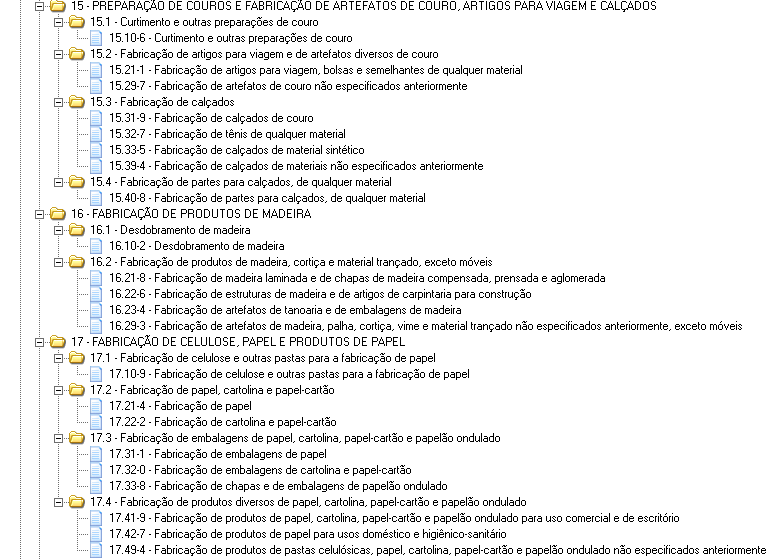 15 - PREPARAÇÃO DE COUROS E FABRICAÇÃO DE ARTEFATOS DE COURO, ARTIGOS PARA VIAGEM E CALÇADOS
15.1 - Curtimento e outras preparações de couro
15.10-6 - Curtimento e outras preparações de couro
15.2 - Fabricação de artigos para viagem e de artefatos diversos de couro
15.21-1 - Fabricação de artigos para viagem, bolsas e semelhantes de qualquer material
15.29-7 - Fabricação de artefatos de couro não especificados anteriormente
15.3 - Fabricação de calçados
15.31-9 - Fabricação de calçados de couro
15.32-7 - Fabricação de tênis de qualquer material
15.33-5 - Fabricação de calçados de material sintético
15.39-4 - Fabricação de calçados de materiais não especificados anteriormente
15.4 - Fabricação de partes para calçados, de qualquer material
15.40-8 - Fabricação de partes para calçados, de qualquer material
16 - FABRICAÇÃO DE PRODUTOS DE MADEIRA
16.1 - Desdobramento de madeira
16.10-2 - Desdobramento de madeira
16.2 - Fabricação de produtos de madeira, cortiça e material trançado, exceto móveis
16.21-8 - Fabricação de madeira laminada e de chapas de madeira compensada, prensada e aglomerada
16.22-6 - Fabricação de estruturas de madeira e de artigos de carpintaria para construção
16.23-4 - Fabricação de artefatos de tanoaria e de embalagens de madeira
16.29-3 - Fabricação de artefatos de madeira, palha, cortiça, vime e material trançado não especificados anteriormente, exceto móveis
17 - FABRICAÇÃO DE CELULOSE, PAPEL E PRODUTOS DE PAPEL
17.1 - Fabricação de celulose e outras pastas para a fabricação de papel
17.10-9 - Fabricação de celulose e outras pastas para a fabricação de papel
17.2 - Fabricação de papel, cartolina e papel-cartão
17.21-4 - Fabricação de papel
17.22-2 - Fabricação de cartolina e papel-cartão
17.3 - Fabricação de embalagens de papel, cartolina, papel-cartão e papelão ondulado
17.31-1 - Fabricação de embalagens de papel
17.32-0 - Fabricação de embalagens de cartolina e papel-cartão
17.33-8 - Fabricação de chapas e de embalagens de papelão ondulado
17.4 - Fabricação de produtos diversos de papel, cartolina, papel-cartão e papelão ondulado
17.41-9 - Fabricação de produtos de papel, cartolina, papel-cartão e papelão ondulado para uso comercial e de escritório
17.42-7 - Fabricação de produtos de papel para usos doméstico e higiênico-sanitário
17.49-4 - Fabricação de produtos de pastas celulósicas, papel, cartolina, papel-cartão e papelão ondulado não especificados anteriormente